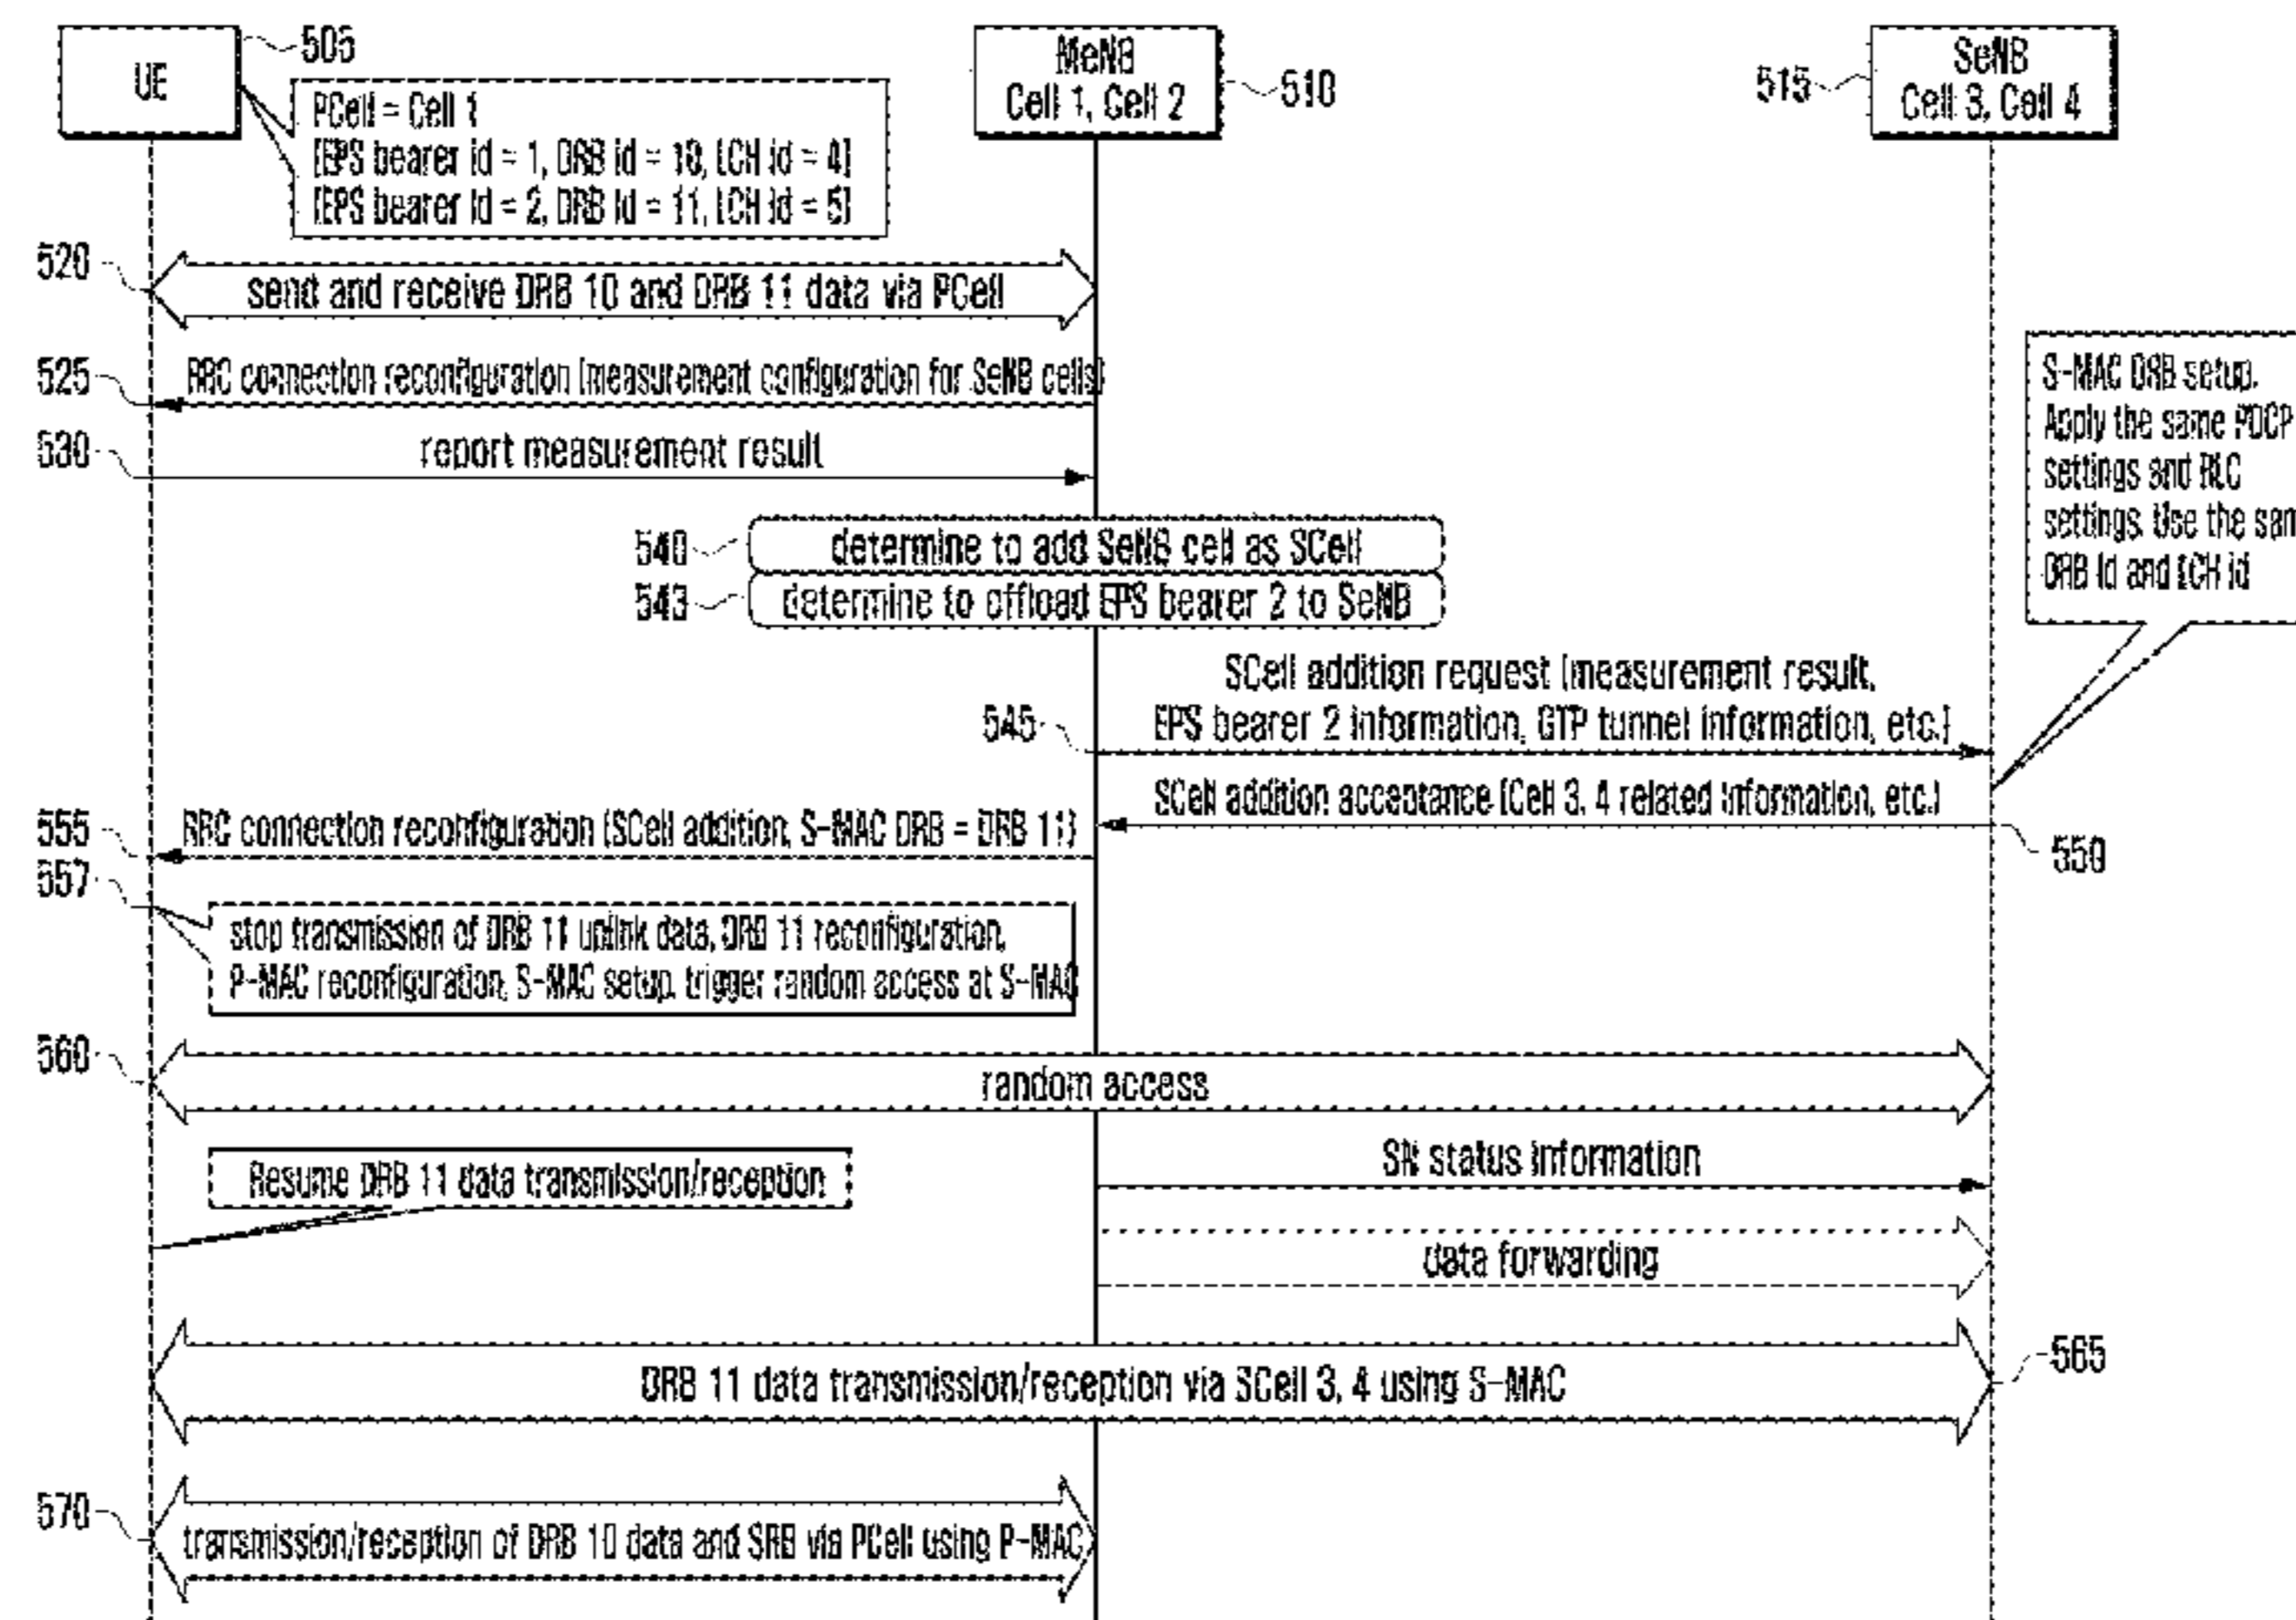 UE
505
MeNB
Cell 1, Cell 2
510
515
SeNB
Cell 3, Cell 4
PCell = Cell 1
[EPS bearer id = 1, DRB id = 10, LCH id = 4]
[EPS bearer id = 2, DRB id = 11, LCH id = 5]
520
send and receive DRB 10 and DRB 11 data via PCell
525
RRC connection reconfiguration (measurement configuration for SeNB cells)
530
report measurement result
S-MAC DRB setup.
Apply the same PDCP
settings and RLC
settings. Use the
DRB id and LCH id
540
determine to add SeNB cell as SCell
543
determine to offload EPS bearer 2 to SeNB
SCell addition request (measurement result,
545
EPS bearer 2 information, GTP tunnel information, etc.)
SCell addition acceptance (Cell 3, 4 related information, etc.)
550
555
RRC connection reconfiguration (SCell addition, S-MAC DRB = DRB 11)
557
stop transmission of DRB 11 uplink data, DRB 11 reconfiguration,
P-MAC reconfiguration, S-MAC setup, trigger random access at S-MAC
560
random access
SN status information
Resume DRB 11 data transmission/reception
data forwarding
565
DRB 11 data transmission/reception via SCell 3, 4 using S-MAC
570
transmission/reception of DRB 10 data and SRB via PCell using P-MAC